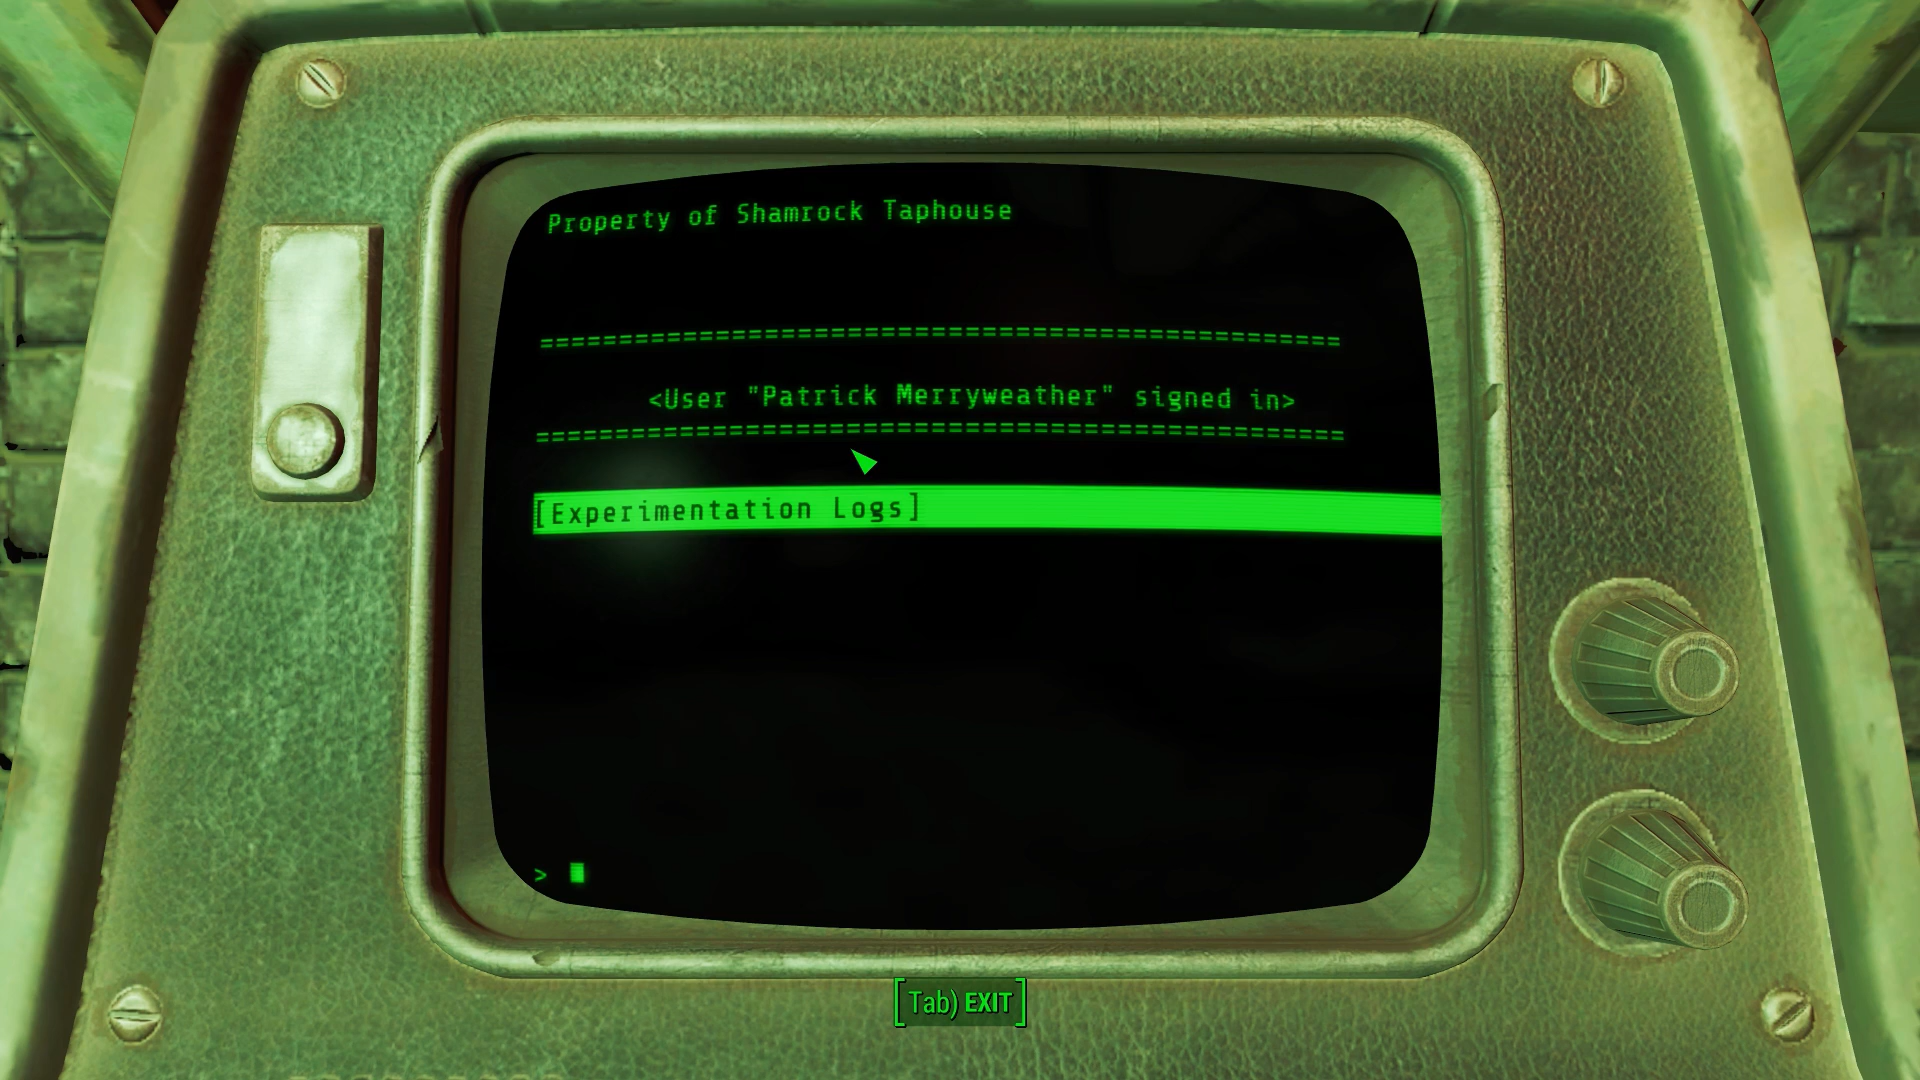 Property of Shamrock Taphouse
===================================================
<User "Patrick Merryweather" signed in>
===================================================
[Experimentation Logs]
>
[Tab) EXIT]